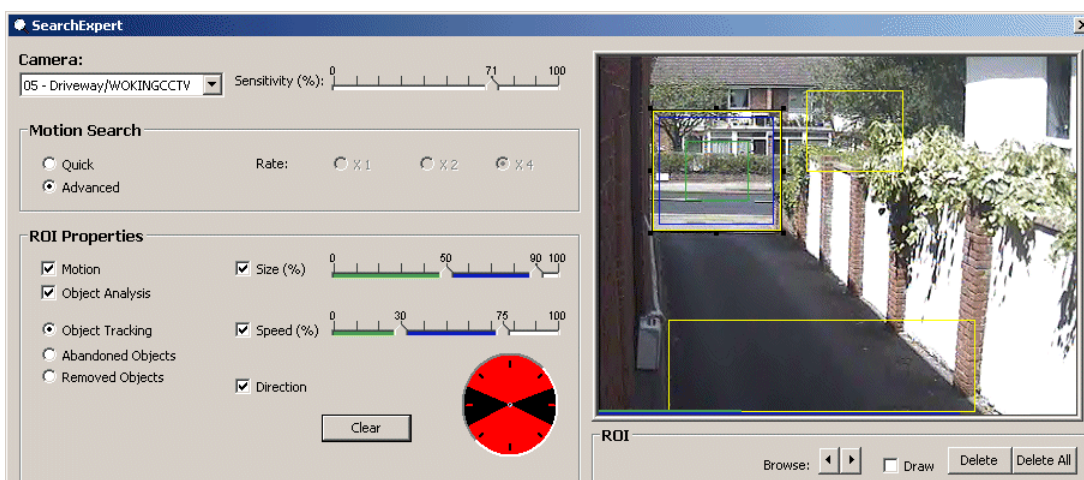 SearchExpert
Camera:
05 - Driveway/WOKINGCCTV
Sensitivity (%): 0 71 100
Motion Search
Quick
Advanced
Rate: X 1 X 2 X 4
ROI Properties
Motion
Object Analysis
Object Tracking
Abandoned Objects
Removed Objects
Size (%) 0 50 90 100
Speed (%) 0 30 75 100
Direction
Clear
ROI
Browse:
Draw
Delete
Delete All